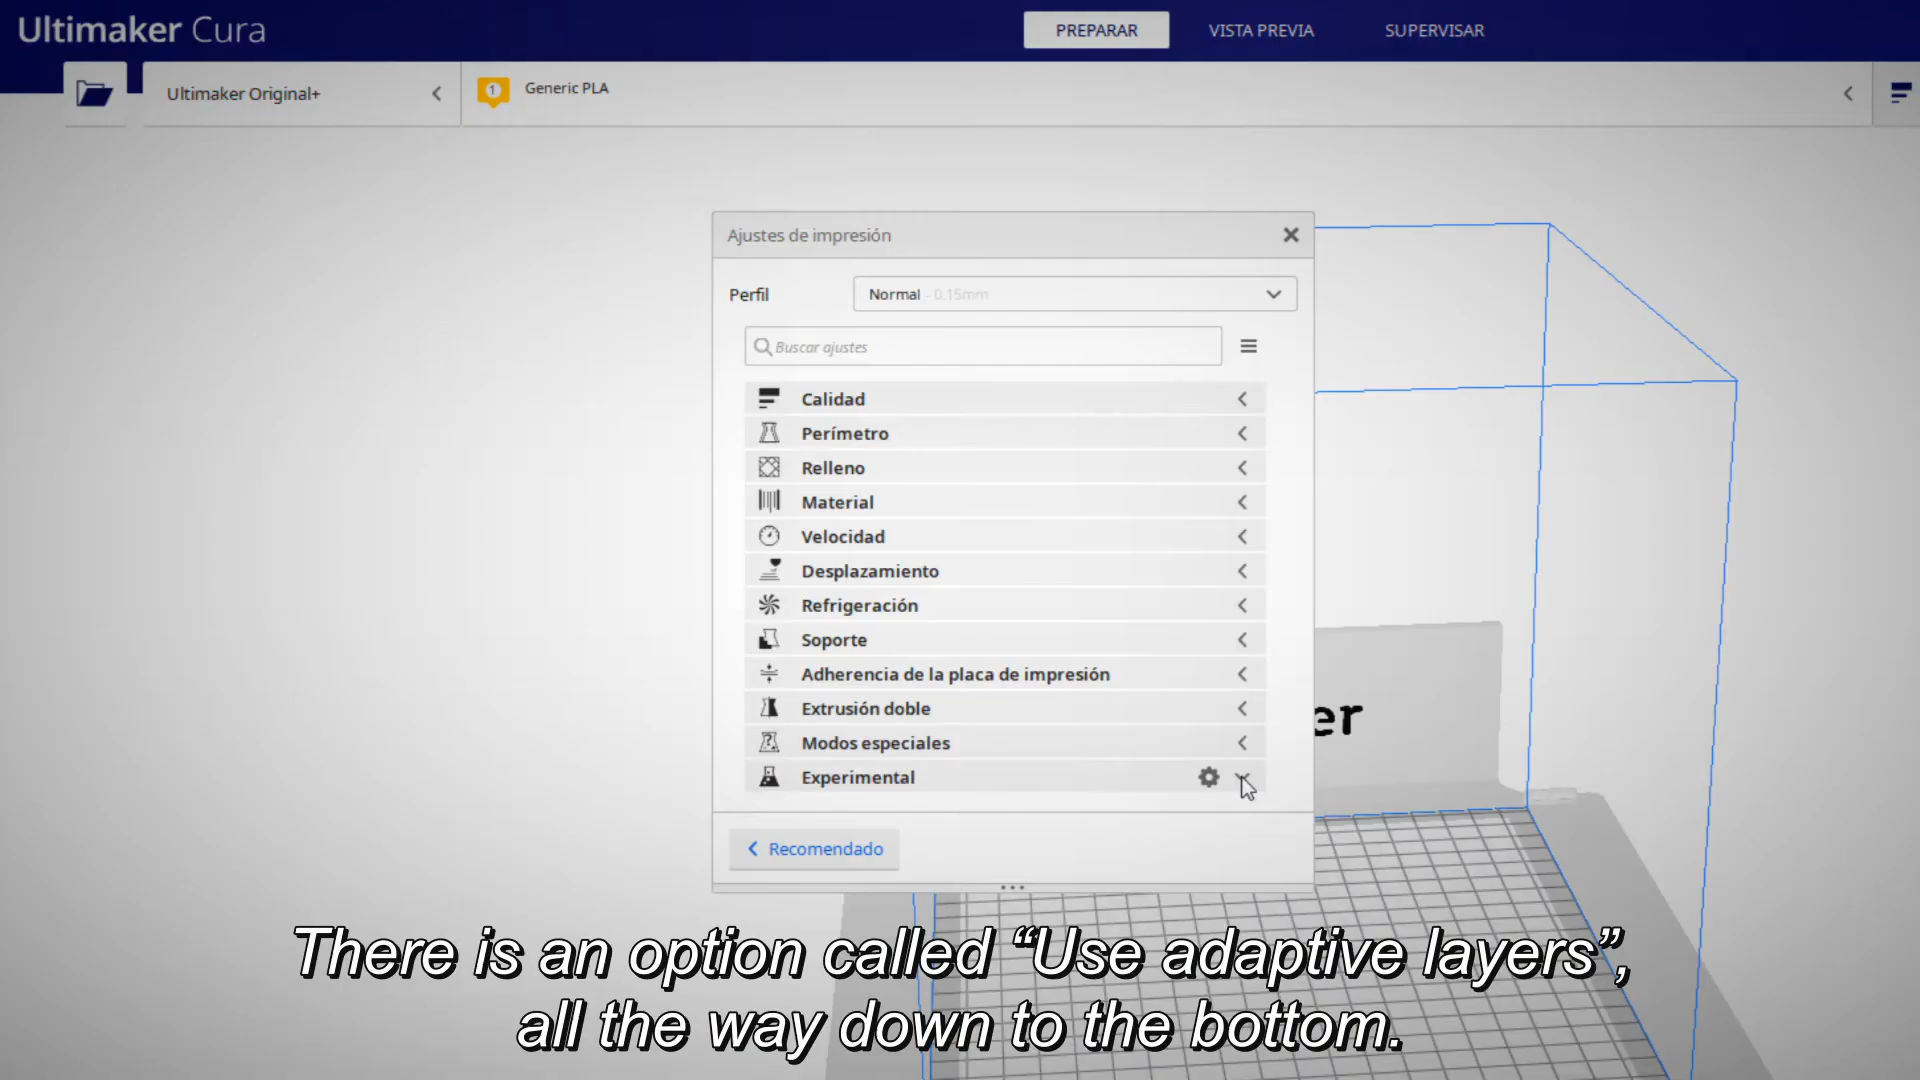 Ultimaker Cura
PREPARAR
VISTA PREVIA
SUPERVISAR
Ultimaker Original+
1
Generic PLA
Ajustes de impresión
Perfil
Normal - 0.15mm
Buscar ajustes
Calidad
Perímetro
Relleno
Material
Velocidad
Desplazamiento
Refrigeración
Soporte
Adherencia de la placa de impresión
Extrusión doble
Modos especiales
Experimental
Recomendado
er
There is an option called “Use adaptive layers”,
all the way down to the bottom.